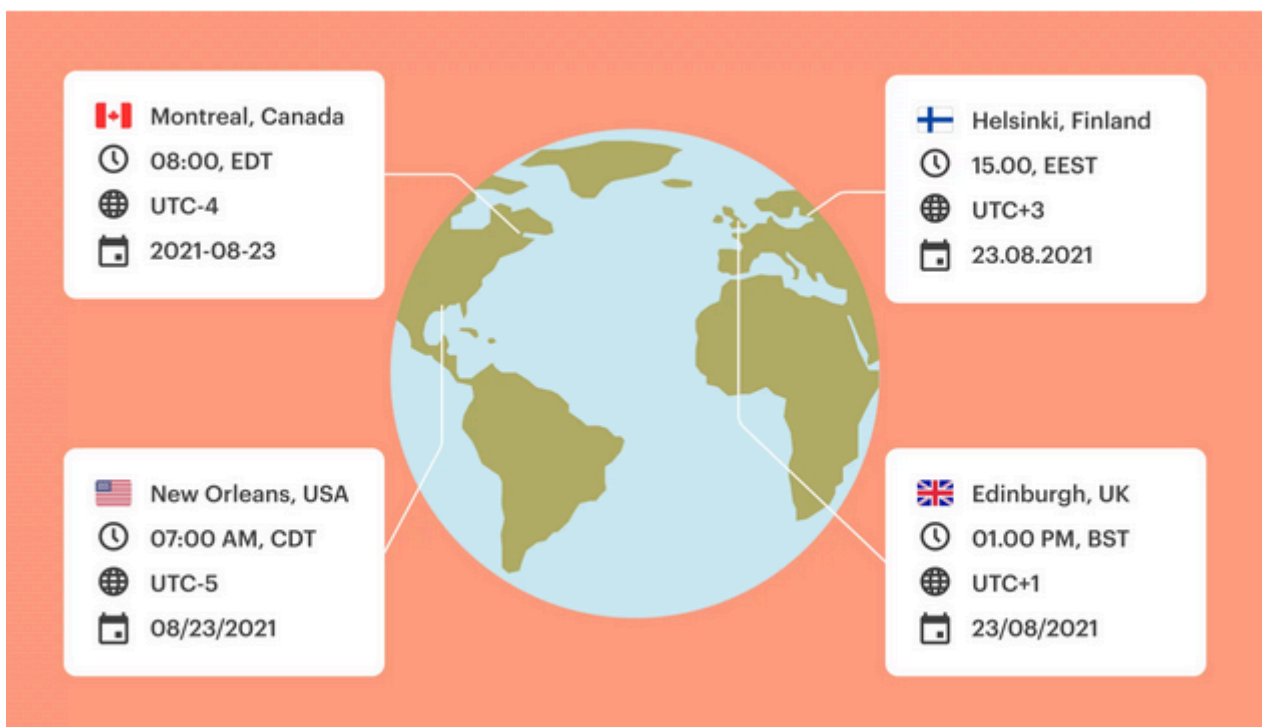 Montreal, Canada
08:00, EDT
UTC-4
2021-08-23
Helsinki, Finland
15.00, EEST
UTC+3
23.08.2021
New Orleans, USA
07:00 AM, CDT
UTC-5
08/23/2021
Edinburgh, UK
01.00 PM, BST
UTC+1
23/08/2021